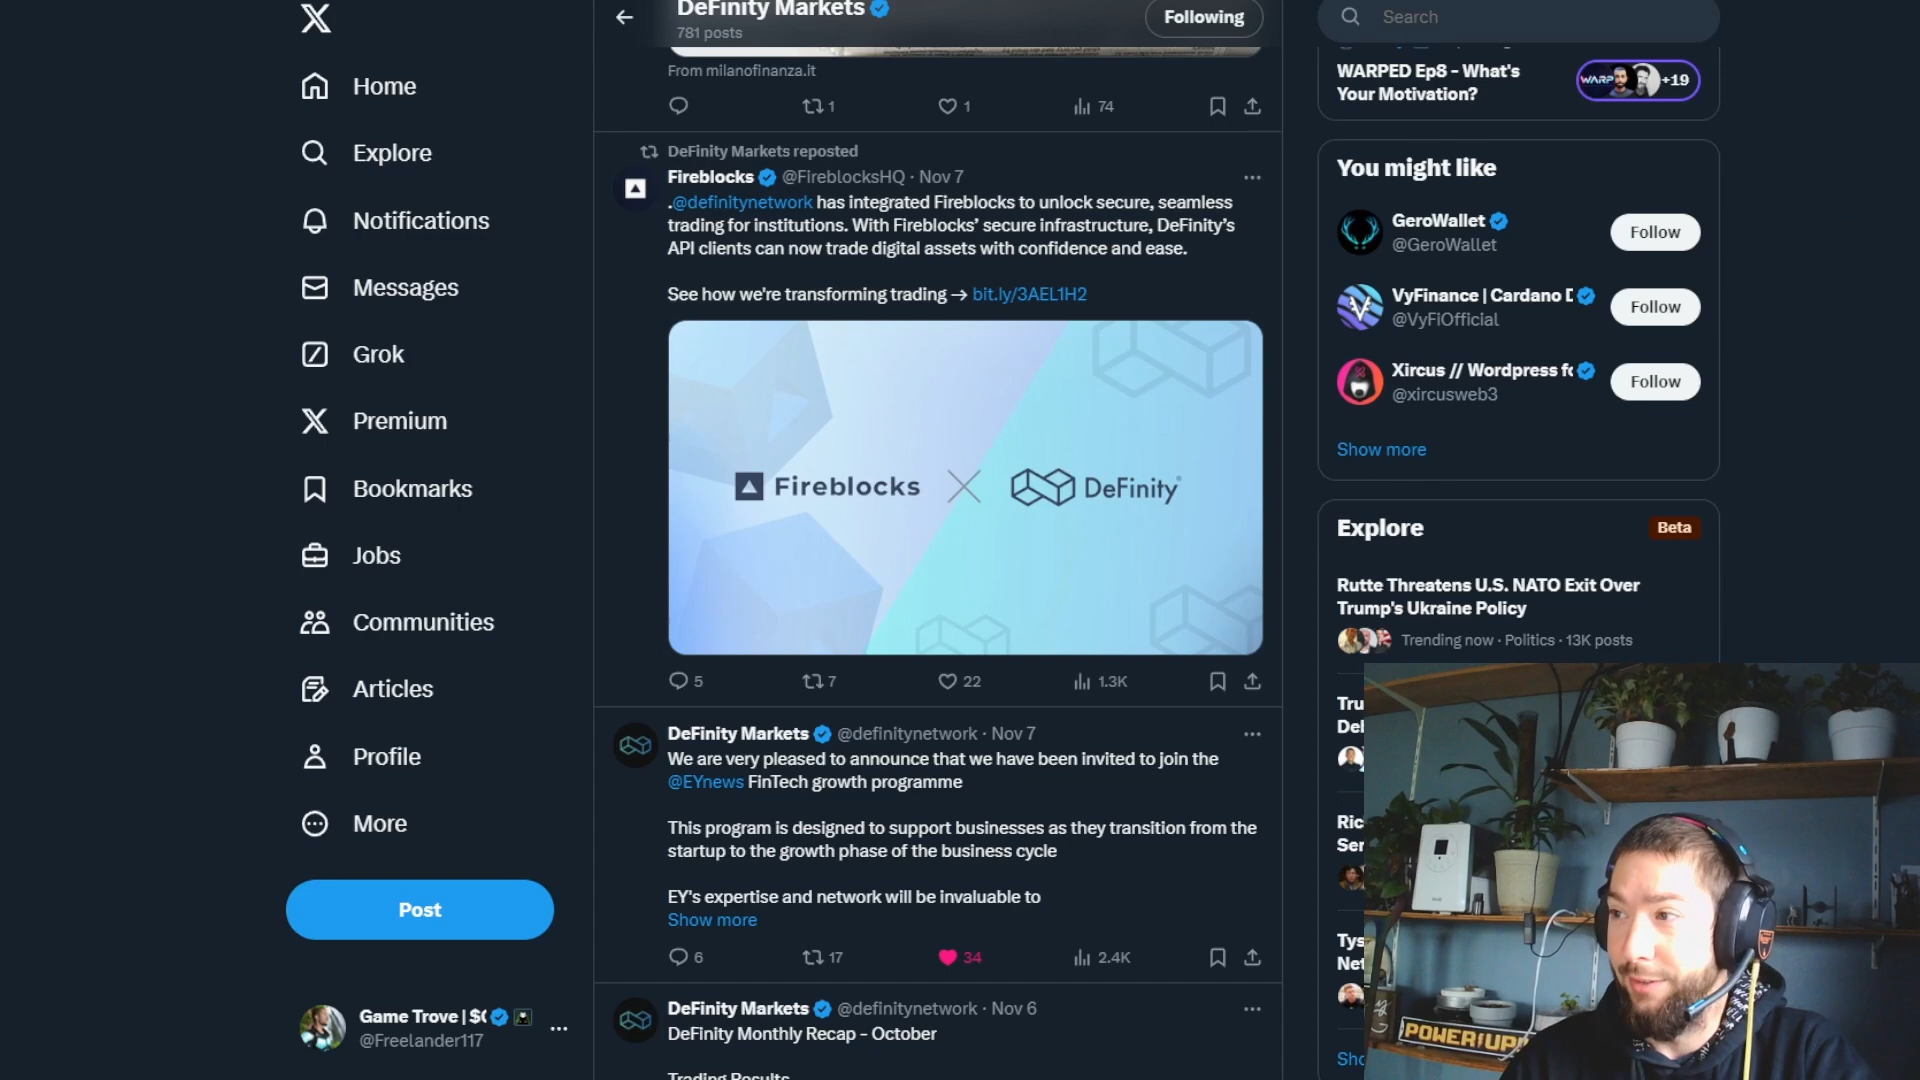 Home
Explore
Notifications
Messages
Grok
Premium
Bookmarks
Jobs
Communities
Articles
Profile
More
Post
Game Trove | $
@Freelander117
DeFinity Markets
781 posts
Following
From milanofinanza.it
1
1
74
DeFinity Markets reposted
Fireblocks @FireblocksHQ · Nov 7
.@definitynetwork has integrated Fireblocks to unlock secure, seamless
trading for institutions. With Fireblocks’ secure infrastructure, DeFinity’s
API clients can now trade digital assets with confidence and ease.
See how we're transforming trading → bit.ly/3AEL1H2
Fireblocks
DeFinity
5
7
22
1.3K
DeFinity Markets @definitynetwork · Nov 7
We are very pleased to announce that we have been invited to join the
@EYnews FinTech growth programme
This program is designed to support businesses as they transition from the
startup to the growth phase of the business cycle
EY's expertise and network will be invaluable to
Show more
6
17
34
2.4K
DeFinity Markets @definitynetwork · Nov 6
DeFinity Monthly Recap – October
Trading Results
Search
WARPED Ep8 - What's
Your Motivation?
WARP
+19
You might like
GeroWallet
@GeroWallet
Follow
VyFinance | Cardano
@VyFiOfficial
Follow
Xircus // Wordpress fo
@xircusweb3
Follow
Show more
Explore
Beta
Rutte Threatens U.S. NATO Exit Over
Trump's Ukraine Policy
Trending now · Politics · 13K posts
Tru
Del
Ric
Ser
Tys
Net
Sho
POWER UP